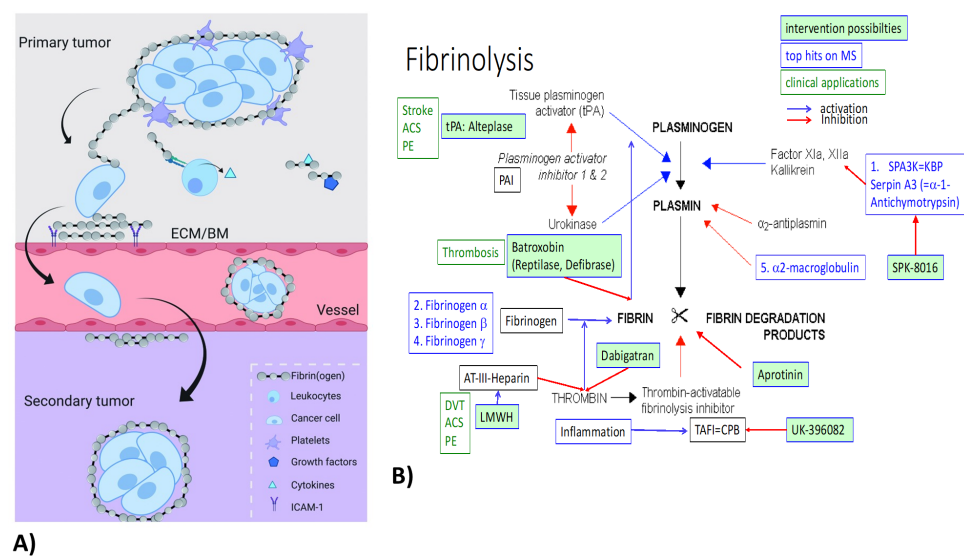 Primary tumor
ECM/BM
Vessel
Secondary tumor
Fibrin(ogen)
Leukocytes
Cancer cell
Platelets
Growth factors
Cytokines
ICAM-1
A)
Fibrinolysis
intervention possibilties
top hits on MS
clinical applications
activation
Inhibition
Stroke
ACS
PE
tPA: Alteplase
Tissue plasminogen
activator (tPA)
PLASMINOGEN
Plasminogen activator
inhibitor 1 & 2
PAI
Factor XIa, XIIa
Kallikrein
1. SPA3K=KBP
Serpin A3 (=α-1-
Antichymotrypsin)
Urokinase
PLASMIN
α2-antiplasmin
Thrombosis
Batroxobin
(Reptilase, Defibrase)
5. α2-macroglobulin
SPK-8016
2. Fibrinogen α
3. Fibrinogen β
4. Fibrinogen γ
Fibrinogen
FIBRIN
FIBRIN DEGRADATION
PRODUCTS
Dabigatran
AT-III-Heparin
Aprotinin
DVT
ACS
PE
LMWH
THROMBIN
Thrombin-activatable
fibrinolysis inhibitor
Inflammation
TAFI=CPB
UK-396082
B)